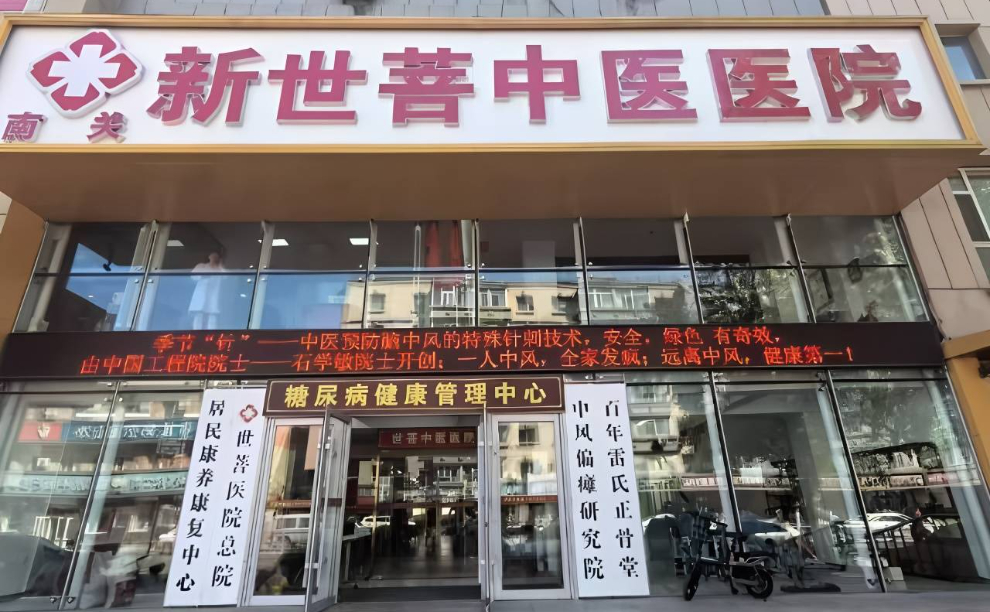 南关
新世菩中医医院
季节“针”——中医预防脑中风的特殊针刺技术，安全，绿色 有奇效，
由中国工程院院士——石学敏院士开创；一人中风，全家发疯；远离中风，健康第一！
糖尿病健康管理中心
世菩中医医院
世菩医院总院
居民康养康复中心
百年雷氏正骨堂
中风偏瘫研究院